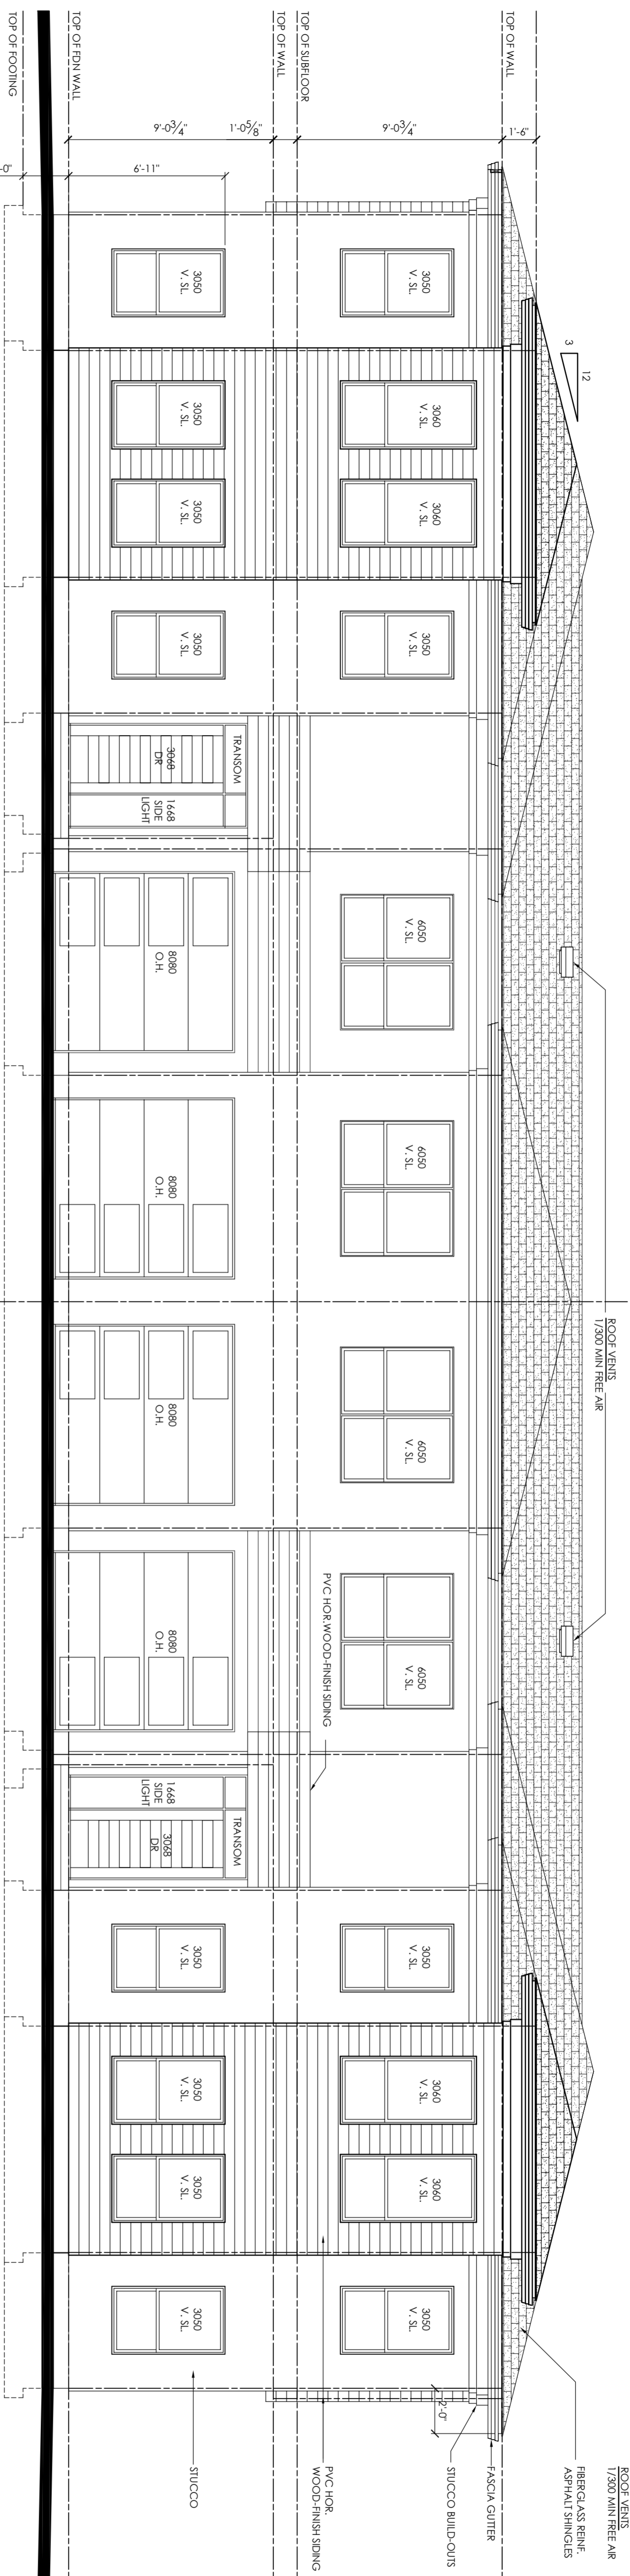 ROOF VENTS
1/300 MIN FREE AIR
ROOF VENTS
1/300 MIN FREE AIR
FIBERGLASS REINF.
ASPHALT SHINGLES
12
3
1'-6"
TOP OF WALL
FASCIA GUTTER
STUCCO BUILD-OUTS
2'-0"
9'-0¾"
3050
V. SL.
3060
V. SL.
3060
V. SL.
3050
V. SL.
6050
V. SL.
6050
V. SL.
6050
V. SL.
6050
V. SL.
3050
V. SL.
3060
V. SL.
3060
V. SL.
3050
V. SL.
TOP OF SUBFLOOR
1'-0⅝"
TOP OF WALL
PVC HOR.WOOD-FINISH SIDING
PVC HOR.
WOOD-FINISH SIDING
9'-0¾"
6'-11"
3050
V. SL.
3050
V. SL.
3050
V. SL.
3050
V. SL.
TRANSOM
3068
DR
1668
SIDE
LIGHT
8080
O.H.
8080
O.H.
8080
O.H.
8080
O.H.
TRANSOM
1668
SIDE
LIGHT
3068
DR
3050
V. SL.
3050
V. SL.
3050
V. SL.
3050
V. SL.
STUCCO
TOP OF FDN WALL
TOP OF FOOTING
-0"